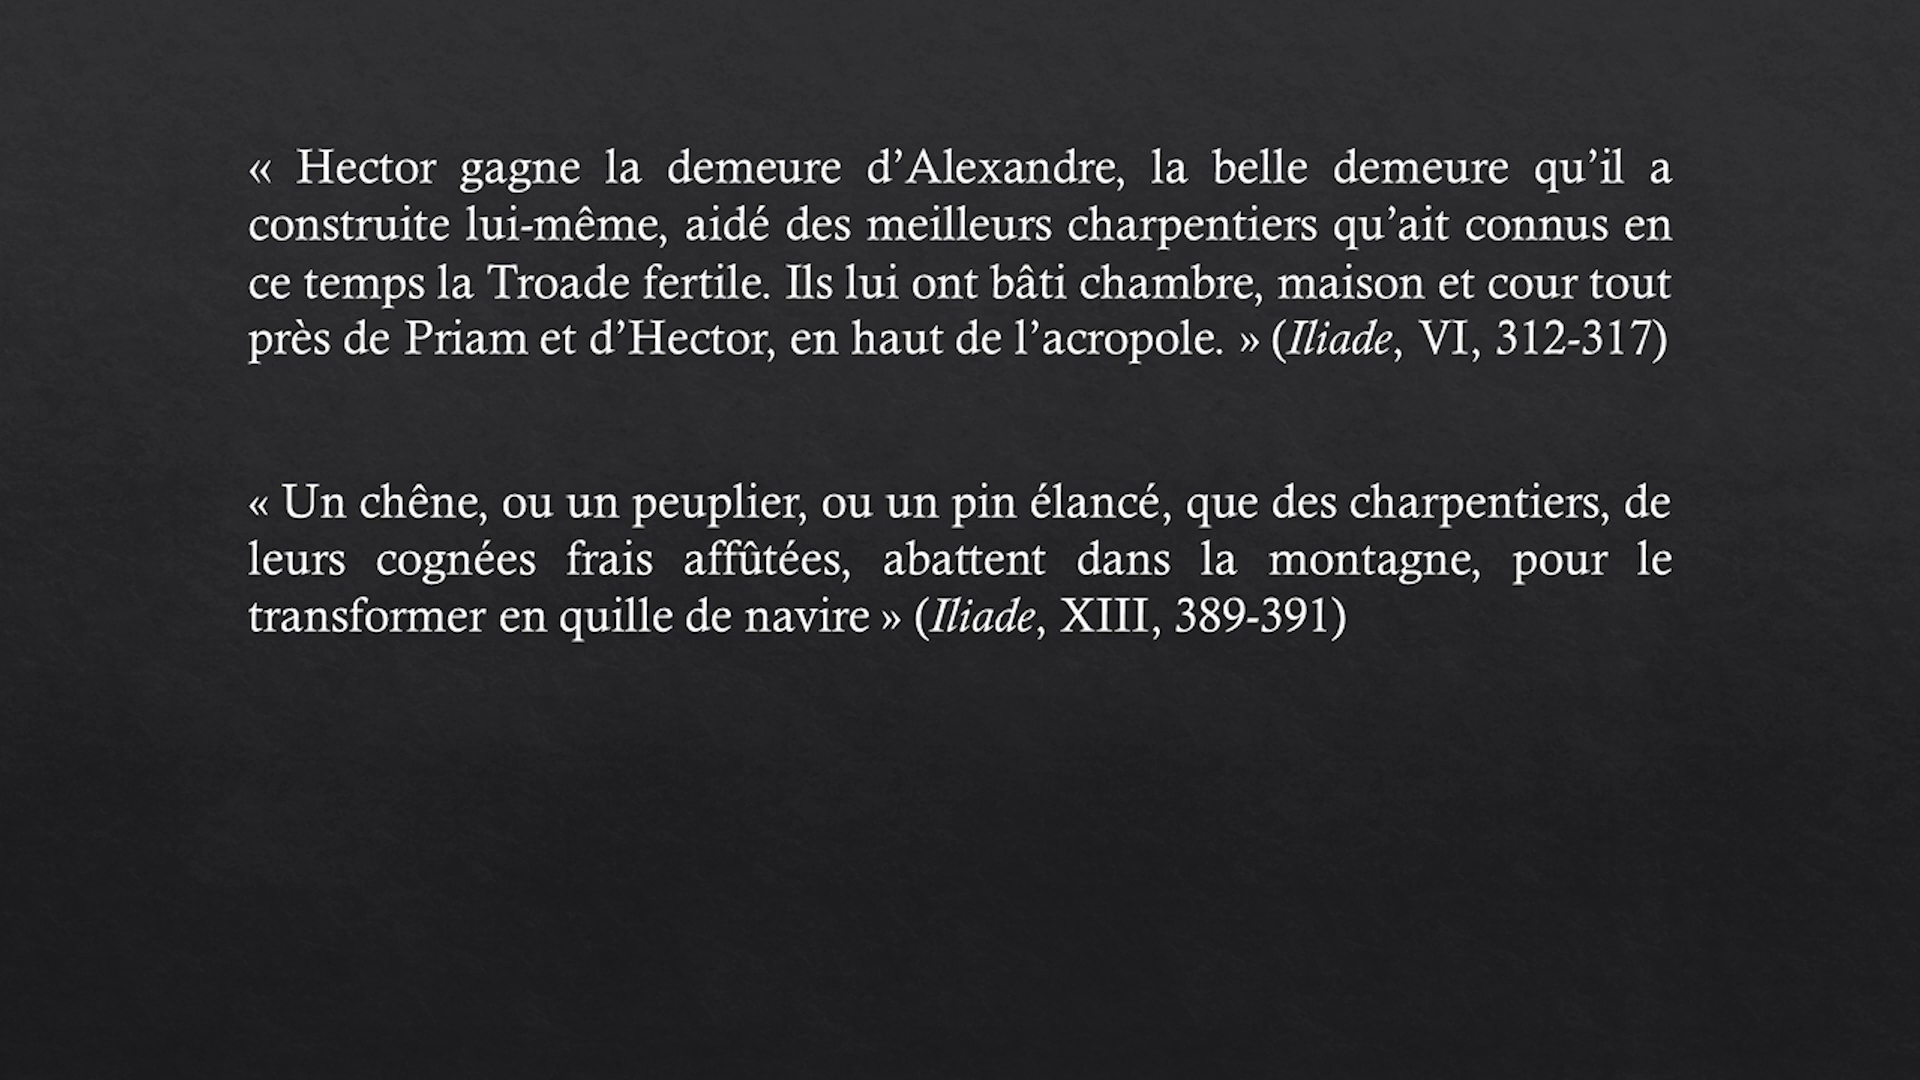 « Hector gagne la demeure d’Alexandre, la belle demeure qu’il a
construite lui-même, aidé des meilleurs charpentiers qu’ait connus en
ce temps la Troade fertile. Ils lui ont bâti chambre, maison et cour tout
près de Priam et d’Hector, en haut de l’acropole. » (Iliade, VI, 312-317)
« Un chêne, ou un peuplier, ou un pin élancé, que des charpentiers, de
leurs cognées frais affûtées, abattent dans la montagne, pour le
transformer en quille de navire » (Iliade, XIII, 389-391)